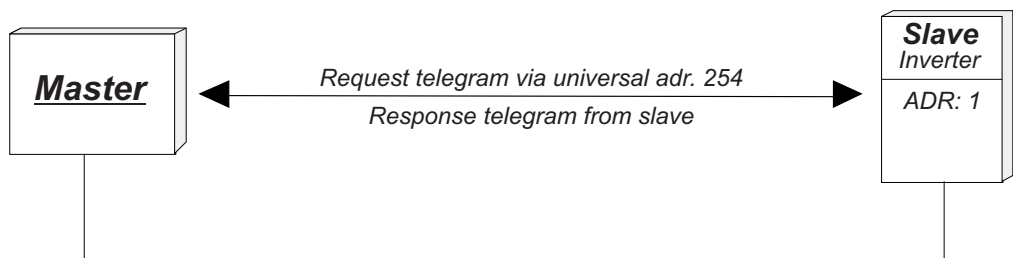 Master
Request telegram via universal adr. 254
Response telegram from slave
Slave
Inverter
ADR: 1